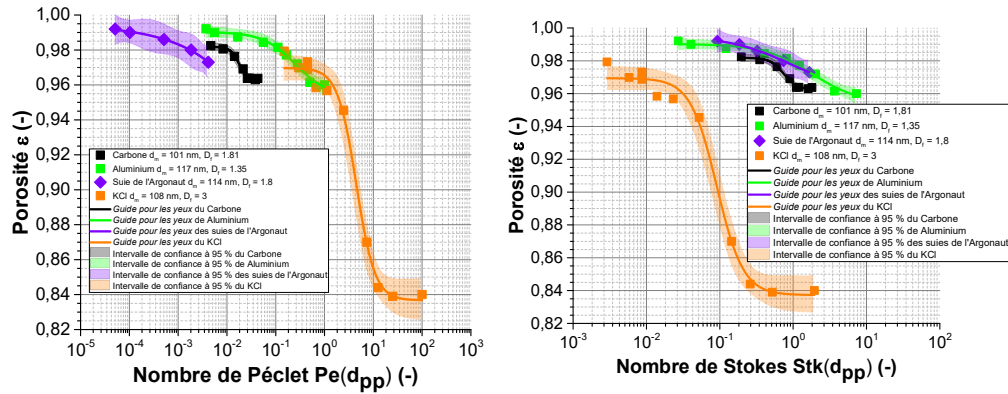 1,00
0,98
0,96
0,94
0,92
0,90
0,88
0,86
0,84
0,82
Porosité ε (-)
Carbone dm = 101 nm, Df = 1.81
Aluminium dm = 117 nm, Df = 1.35
Suie de l'Argonaut dm = 114 nm, Df = 1.8
KCl dm = 108 nm, Df = 3
Guide pour les yeux du Carbone
Guide pour les yeux de Aluminium
Guide pour les yeux des suies de l'Argonaut
Guide pour les yeux du KCl
Intervalle de confiance à 95 % du Carbone
Intervalle de confiance à 95 % de Aluminium
Intervalle de confiance à 95 % des suies de l'Argonaut
Intervalle de confiance à 95 % du KCl
10-5 10-4 10-3 10-2 10-1 100 101 102 103
Nombre de Péclet Pe(dpp) (-)
1,00
0,98
0,96
0,94
0,92
0,90
0,88
0,86
0,84
0,82
Porosité ε (-)
Carbone dm = 101 nm, Df = 1,81
Aluminium dm = 117 nm, Df = 1,35
Suie de l'Argonaut dm = 114 nm, Df = 1,8
KCl dm = 108 nm, Df = 3
Guide pour les yeux du Carbone
Guide pour les yeux de Aluminium
Guide pour les yeux des suies de l'Argonaut
Guide pour les yeux du KCl
Intervalle de confiance à 95 % du Carbone
Intervalle de confiance à 95 % de Aluminium
Intervalle de confiance à 95 % des suies de l'Argonaut
Intervalle de confiance à 95 % du KCl
10-3 10-2 10-1 100 101 102
Nombre de Stokes Stk(dpp) (-)